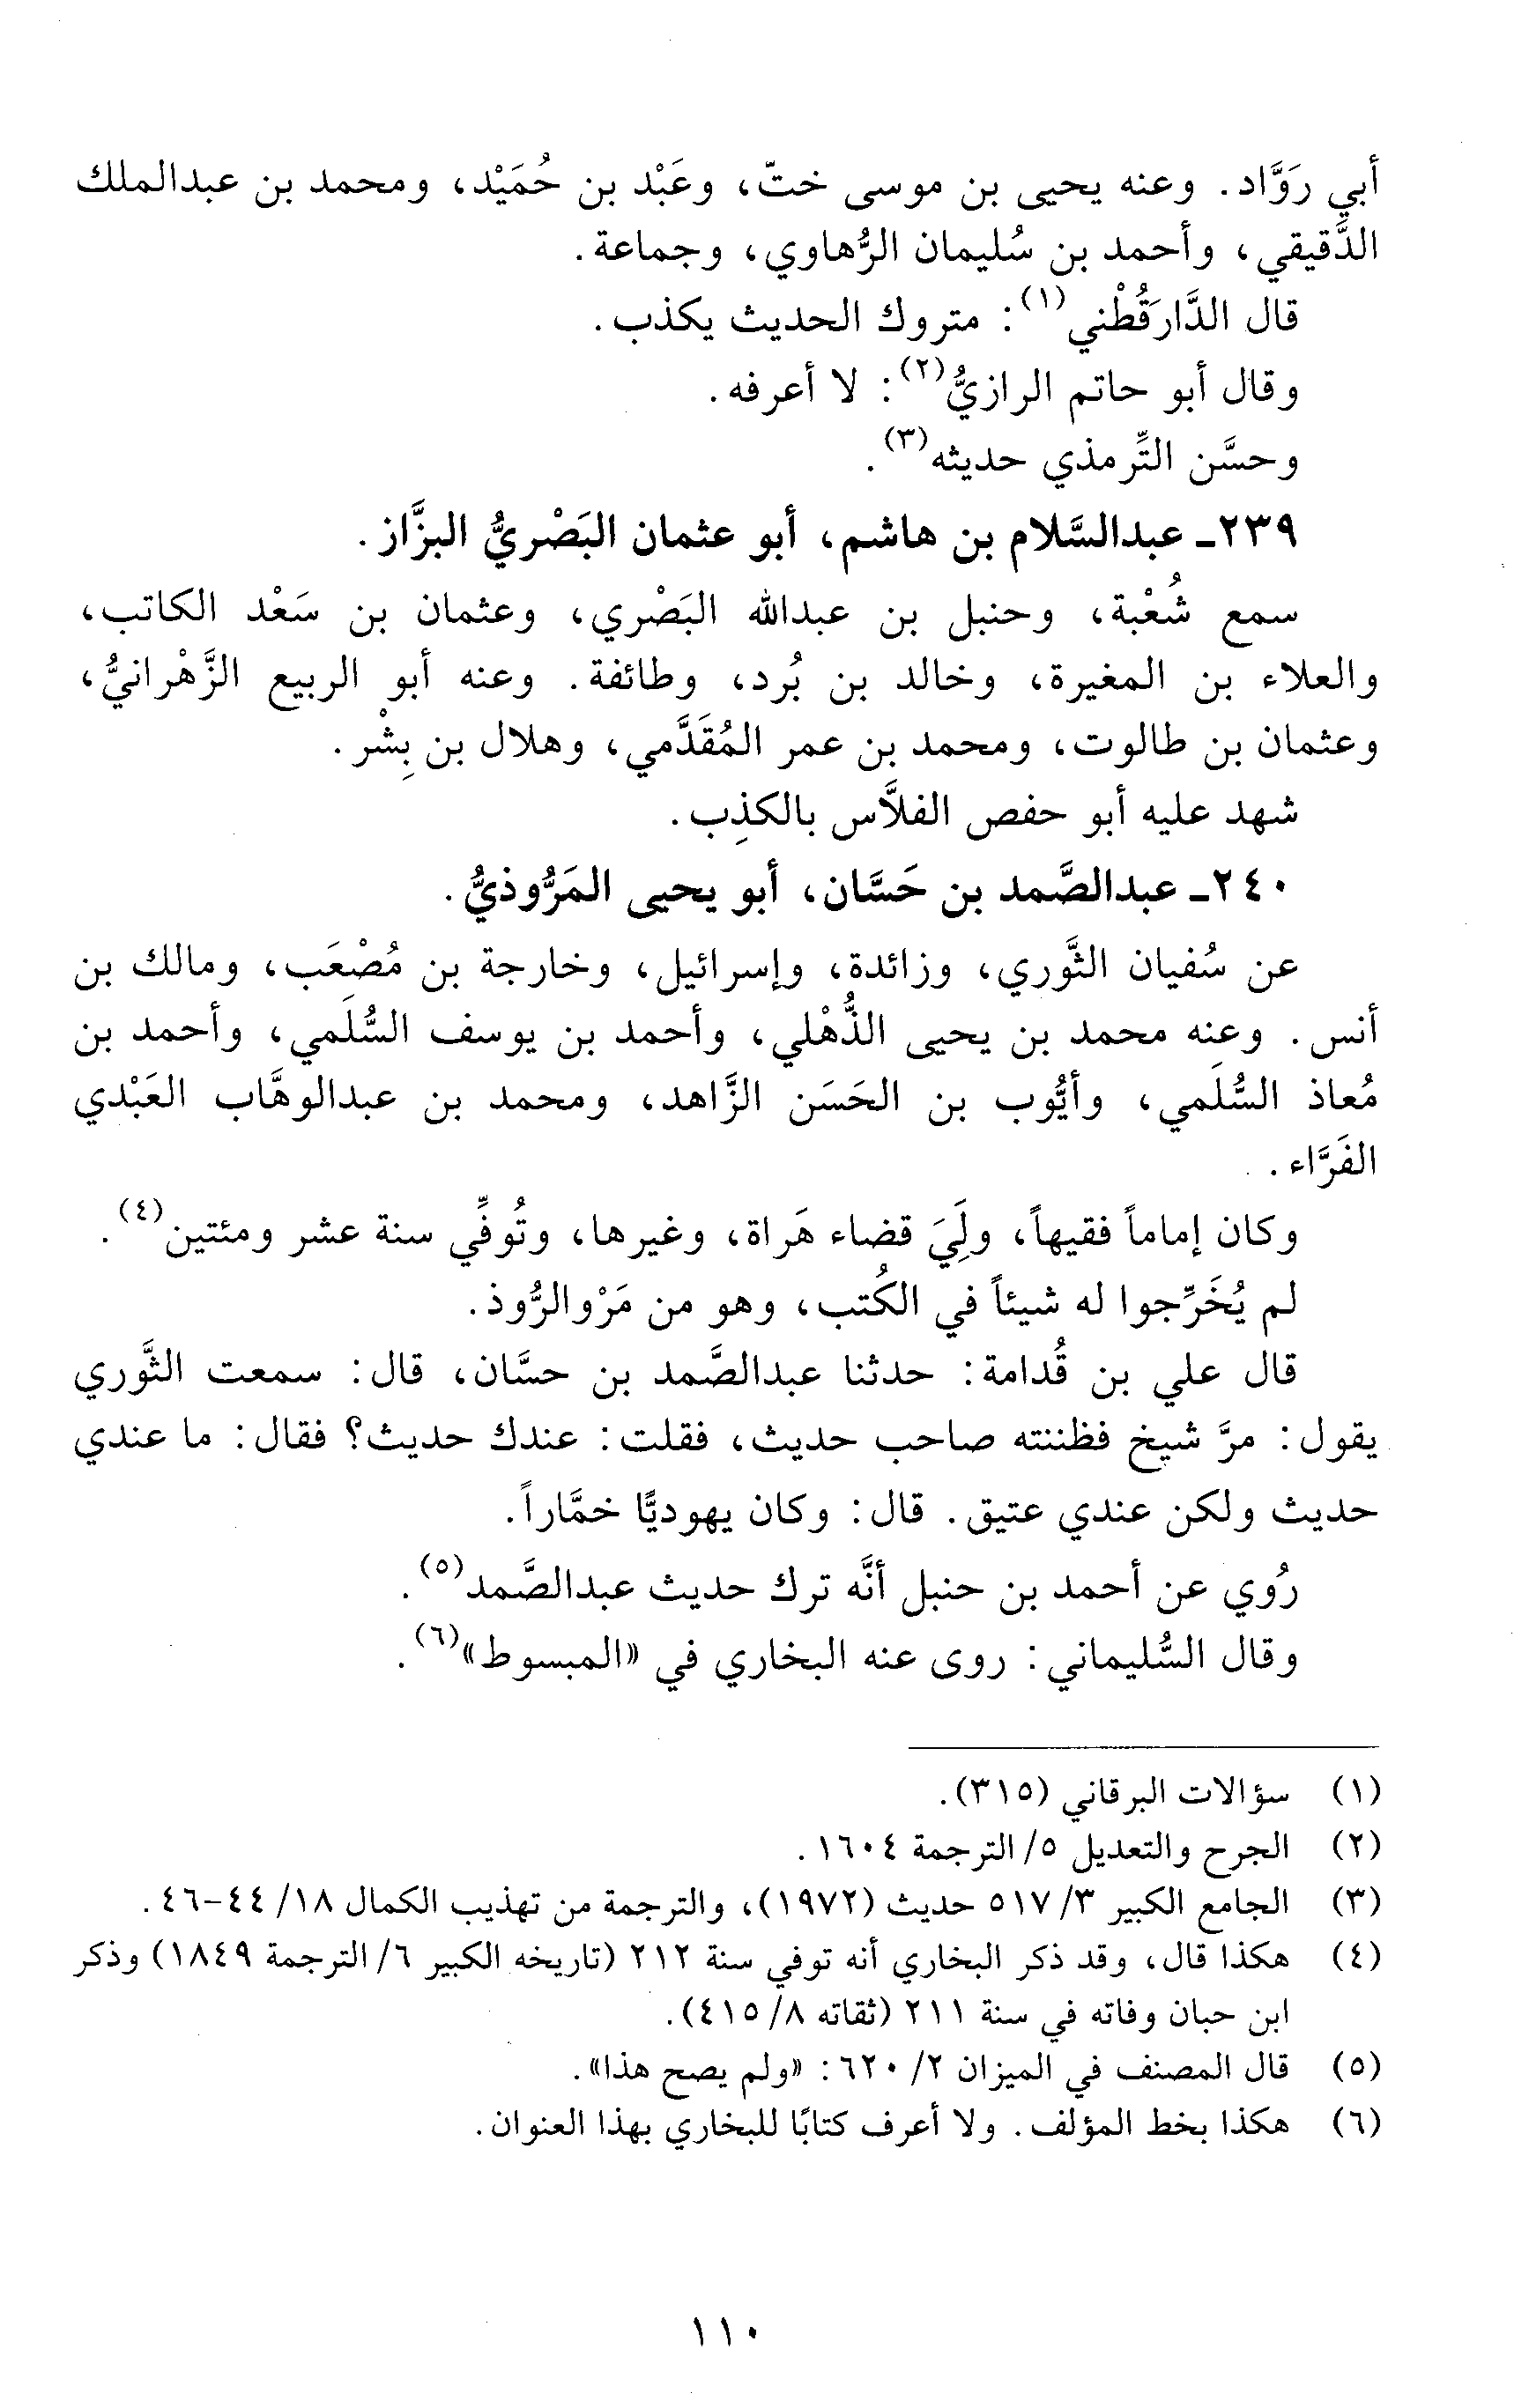 أبي رَوَّاد. وعنه يحيى بن موسى ختّ، وعَبْد بن حُمَيْد، ومحمد بن عبدالملك
الدَّقيقي، وأحمد بن سُليمان الرُّهاوي، وجماعة.
قال الدَّارَقُطْني(١): متروك الحديث يكذب.
وقال أبو حاتم الرازيُّ(٢): لا أعرفه.
وحسَّن التِّرمذي حديثه(٣).
٢٣٩ـ عبدالسَّلام بن هاشم، أبو عثمان البَصْريُّ البزَّاز.
سمع شُعْبة، وحنبل بن عبدالله البَصْري، وعثمان بن سَعْد الكاتب،
والعلاء بن المغيرة، وخالد بن بُرد، وطائفة. وعنه أبو الربيع الزَّهْرانيُّ،
وعثمان بن طالوت، ومحمد بن عمر المُقَدَّمي، وهلال بن بِشْر.
شهد عليه أبو حفص الفلاَّس بالكذِب.
٢٤٠ـ عبدالصَّمد بن حَسَّان، أبو يحيى المَرُّوذيُّ.
عن سُفيان الثَّوري، وزائدة، وإسرائيل، وخارجة بن مُصْعَب، ومالك بن
أنس. وعنه محمد بن يحيى الذُّهْلي، وأحمد بن يوسف السُّلَمي، وأحمد بن
مُعاذ السُّلَمي، وأيُّوب بن الحَسَن الزَّاهد، ومحمد بن عبدالوهَّاب العَبْدي
الفَرَّاء.
وكان إماماً فقيهاً، ولِيَ قضاء هَراة، وغيرها، وتُوفِّي سنة عشر ومئتين(٤).
لم يُخَرِّجوا له شيئاً في الكُتب، وهو من مَرْوالرُّوذ.
قال علي بن قُدامة: حدثنا عبدالصَّمد بن حسَّان، قال: سمعت الثَّوري
يقول: مرَّ شيخ فظننته صاحب حديث، فقلت: عندك حديث؟ فقال: ما عندي
حديث ولكن عندي عتيق. قال: وكان يهوديًّا خمَّاراً.
رُوي عن أحمد بن حنبل أنَّه ترك حديث عبدالصَّمد(٥).
وقال السُّليماني: روى عنه البخاري في «المبسوط»(٦).
(١) سؤالات البرقاني (٣١٥).
(٢) الجرح والتعديل ٥/ الترجمة ١٦٠٤.
(٣) الجامع الكبير ٣/ ٥١٧ حديث (١٩٧٢)، والترجمة من تهذيب الكمال ١٨/ ٤٤-٤٦.
(٤) هكذا قال، وقد ذكر البخاري أنه توفي سنة ٢١٢ (تاريخه الكبير ٦/ الترجمة ١٨٤٩) وذكر
ابن حبان وفاته في سنة ٢١١ (ثقاته ٨/ ٤١٥).
(٥) قال المصنف في الميزان ٢/ ٦٢٠: «ولم يصح هذا».
(٦) هكذا بخط المؤلف. ولا أعرف كتابًا للبخاري بهذا العنوان.
١١٠